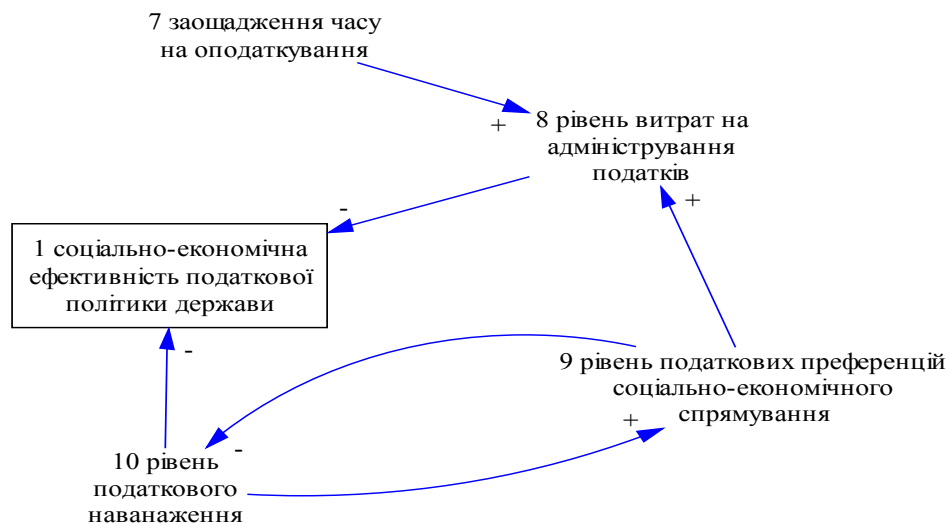 7 заощадження часу
на оподаткування
+
8 рівень витрат на
адміністрування
податків
-
+
1 соціально-економічна
ефективність податкової
політики держави
-
9 рівень податкових преференцій
соціально-економічного
спрямування
+
-
10 рівень
податкового
наванаження